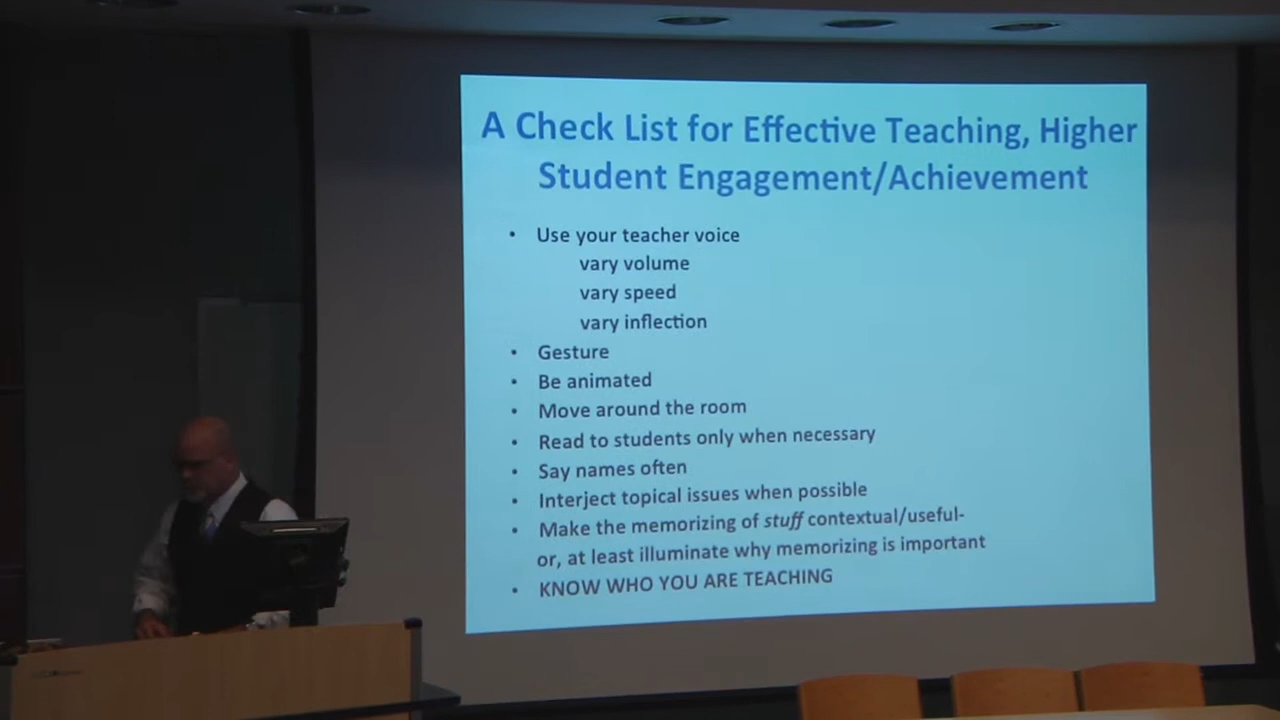 A Check List for Effective Teaching, Higher
Student Engagement/Achievement
• Use your teacher voice
vary volume
vary speed
vary inflection
• Gesture
• Be animated
• Move around the room
• Read to students only when necessary
• Say names often
• Interject topical issues when possible
• Make the memorizing of stuff contextual/useful-
or, at least illuminate why memorizing is important
• KNOW WHO YOU ARE TEACHING